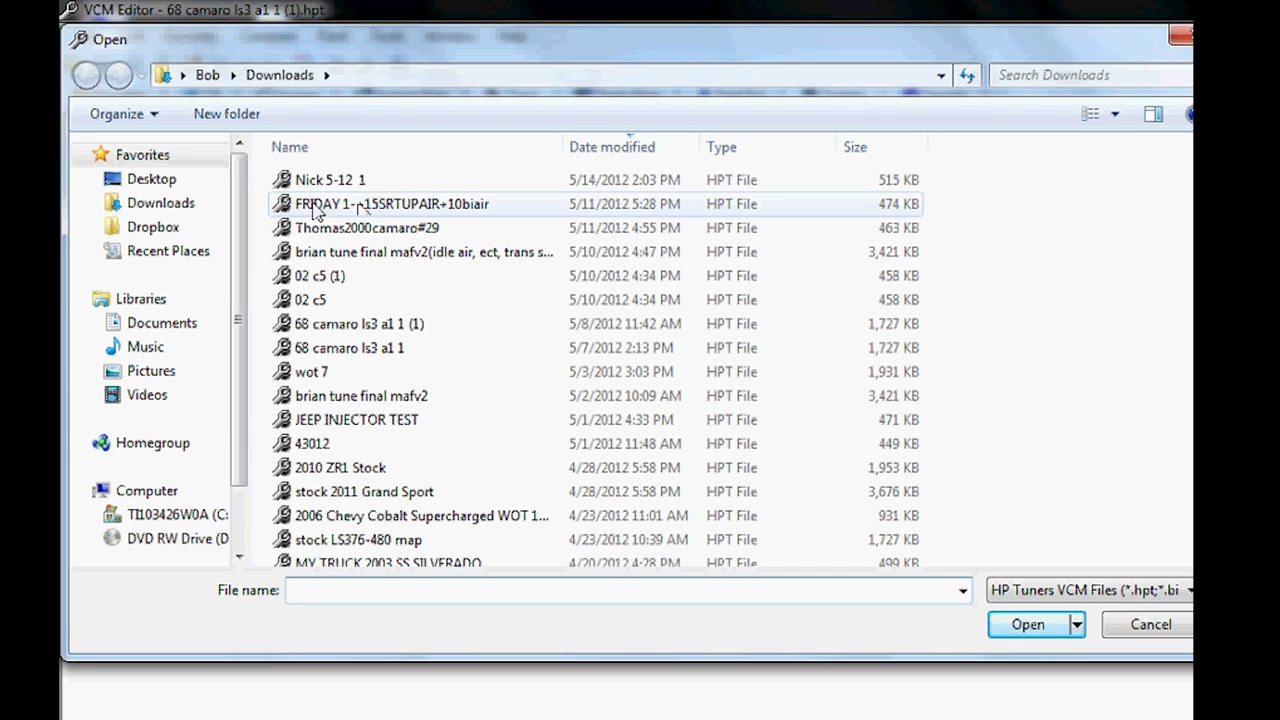 VCM Editor - 68 camaro ls3 a1 1 (1).hpt
Open
Bob Downloads
Search Downloads
Organize New folder
Name Date modified Type Size
Favorites
Desktop
Downloads
Dropbox
Recent Places
Libraries
Documents
Music
Pictures
Videos
Homegroup
Computer
TI103426W0A (C:
DVD RW Drive (D
Nick 5-12 1 5/14/2012 2:03 PM HPT File 515 KB
FRIDAY 1-+15SRTUPAIR+10biair 5/11/2012 5:28 PM HPT File 474 KB
Thomas2000camaro#29 5/11/2012 4:55 PM HPT File 463 KB
brian tune final mafv2(idle air, ect, trans s... 5/10/2012 4:47 PM HPT File 3,421 KB
02 c5 (1) 5/10/2012 4:34 PM HPT File 458 KB
02 c5 5/10/2012 4:34 PM HPT File 458 KB
68 camaro ls3 a1 1 (1) 5/8/2012 11:42 AM HPT File 1,727 KB
68 camaro ls3 a1 1 5/7/2012 2:13 PM HPT File 1,727 KB
wot 7 5/3/2012 3:03 PM HPT File 1,931 KB
brian tune final mafv2 5/2/2012 10:09 AM HPT File 3,421 KB
JEEP INJECTOR TEST 5/1/2012 4:33 PM HPT File 471 KB
43012 5/1/2012 11:48 AM HPT File 449 KB
2010 ZR1 Stock 4/28/2012 5:58 PM HPT File 1,953 KB
stock 2011 Grand Sport 4/28/2012 5:58 PM HPT File 3,676 KB
2006 Chevy Cobalt Supercharged WOT 1... 4/23/2012 11:01 AM HPT File 931 KB
stock LS376-480 map 4/23/2012 10:39 AM HPT File 1,727 KB
MY TRUCK 2003 SS SILVERADO 4/20/2012 4:28 PM HPT File 499 KB
File name:
HP Tuners VCM Files (*.hpt;*.bi
Open Cancel